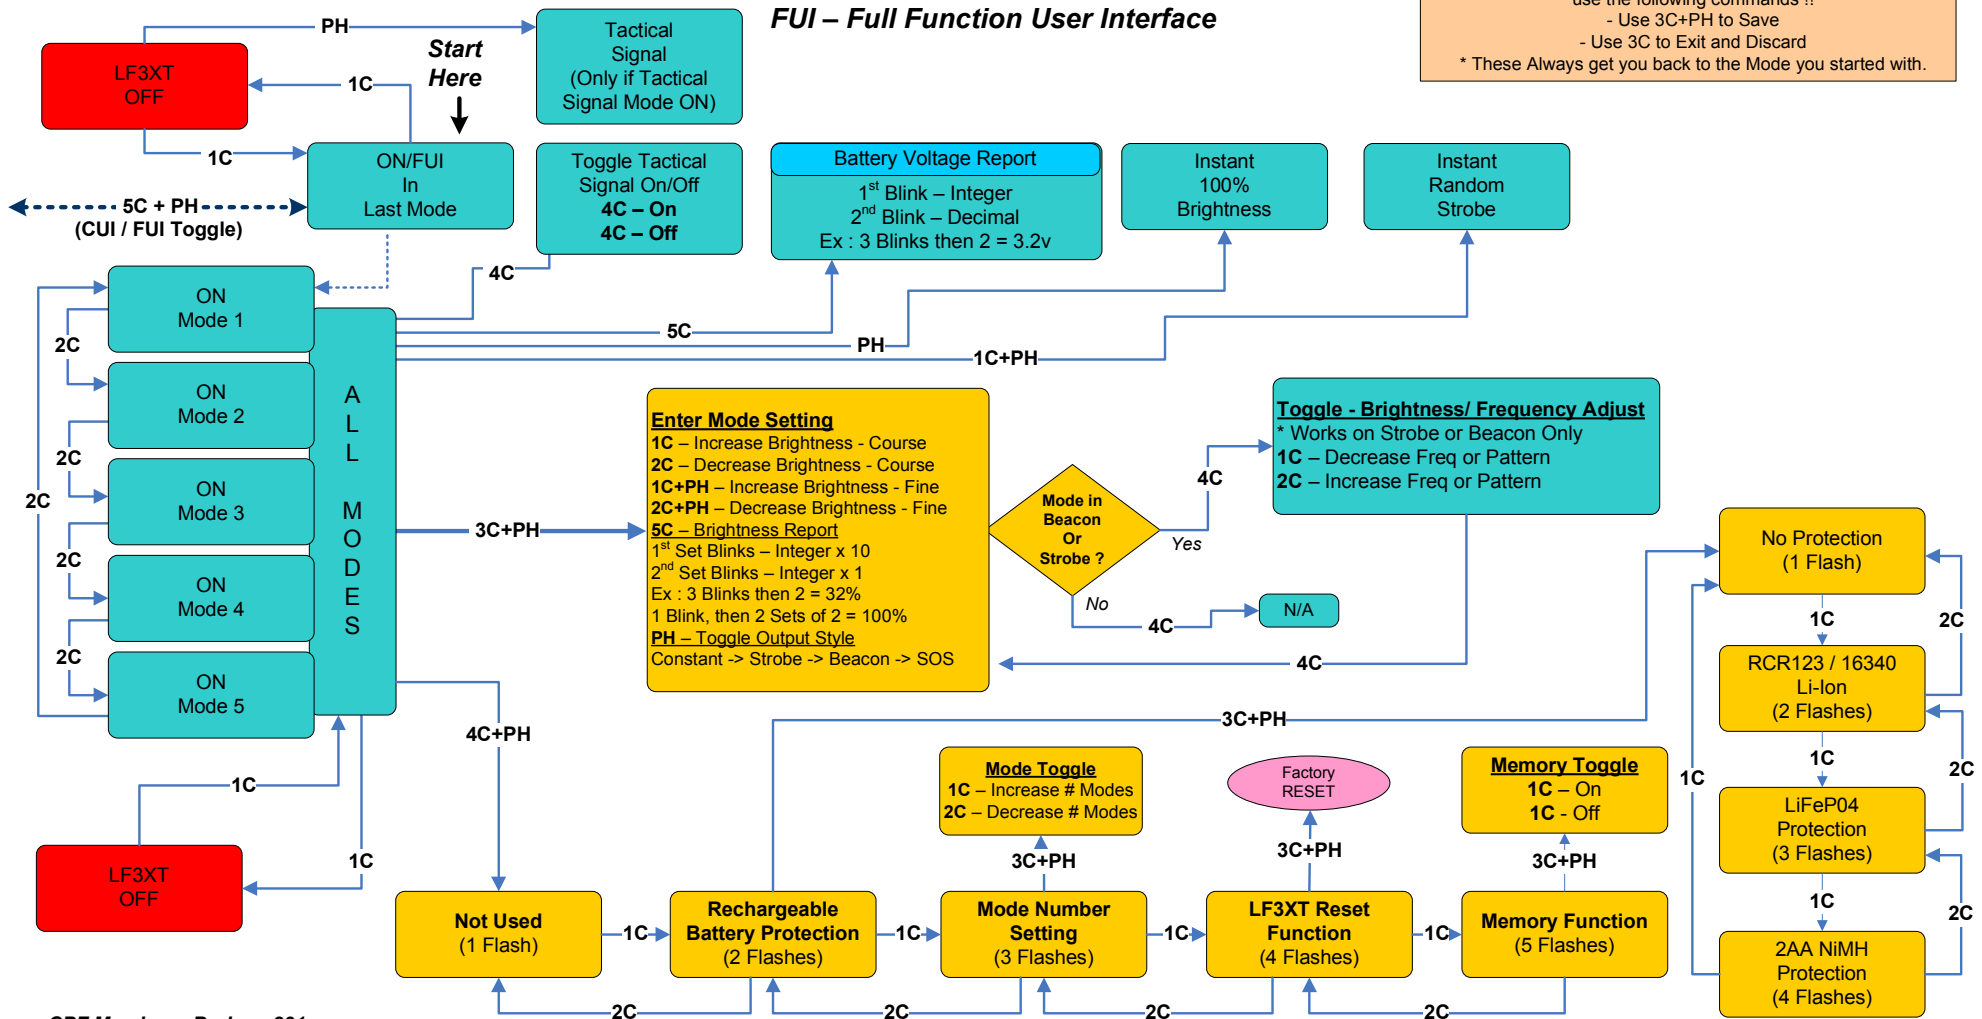 FUI – Full Function User Interface
use the following commands !!
- Use 3C+PH to Save
- Use 3C to Exit and Discard
* These Always get you back to the Mode you started with.
PH
Start
Here
LF3XT
OFF
1C
1C
Tactical
Signal
(Only if Tactical
Signal Mode ON)
ON/FUI
In
Last Mode
5C + PH
(CUI / FUI Toggle)
Toggle Tactical
Signal On/Off
4C – On
4C – Off
Battery Voltage Report
1st Blink – Integer
2nd Blink – Decimal
Ex : 3 Blinks then 2 = 3.2v
Instant
100%
Brightness
Instant
Random
Strobe
4C
5C
PH
1C+PH
ON
Mode 1
2C
ON
Mode 2
2C
ON
Mode 3
2C
2C
ON
Mode 4
2C
ON
Mode 5
A
L
L
M
O
D
E
S
3C+PH
Enter Mode Setting
1C – Increase Brightness - Course
2C – Decrease Brightness - Course
1C+PH – Increase Brightness - Fine
2C+PH – Decrease Brightness - Fine
5C – Brightness Report
1st Set Blinks – Integer x 10
2nd Set Blinks – Integer x 1
Ex : 3 Blinks then 2 = 32%
1 Blink, then 2 Sets of 2 = 100%
PH – Toggle Output Style
Constant -> Strobe -> Beacon -> SOS
Mode in
Beacon
Or
Strobe ?
Yes
No
4C
4C
N/A
4C
Toggle - Brightness/ Frequency Adjust
* Works on Strobe or Beacon Only
1C – Decrease Freq or Pattern
2C – Increase Freq or Pattern
No Protection
(1 Flash)
1C
2C
RCR123 / 16340
Li-Ion
(2 Flashes)
1C
1C
2C
LiFeP04
Protection
(3 Flashes)
1C
2C
2AA NiMH
Protection
(4 Flashes)
4C+PH
3C+PH
1C
1C
LF3XT
OFF
Mode Toggle
1C – Increase # Modes
2C – Decrease # Modes
Factory
RESET
Memory Toggle
1C – On
1C - Off
3C+PH
3C+PH
3C+PH
Not Used
(1 Flash)
1C
Rechargeable
Battery Protection
(2 Flashes)
1C
Mode Number
Setting
(3 Flashes)
1C
LF3XT Reset
Function
(4 Flashes)
1C
Memory Function
(5 Flashes)
2C
2C
2C
2C